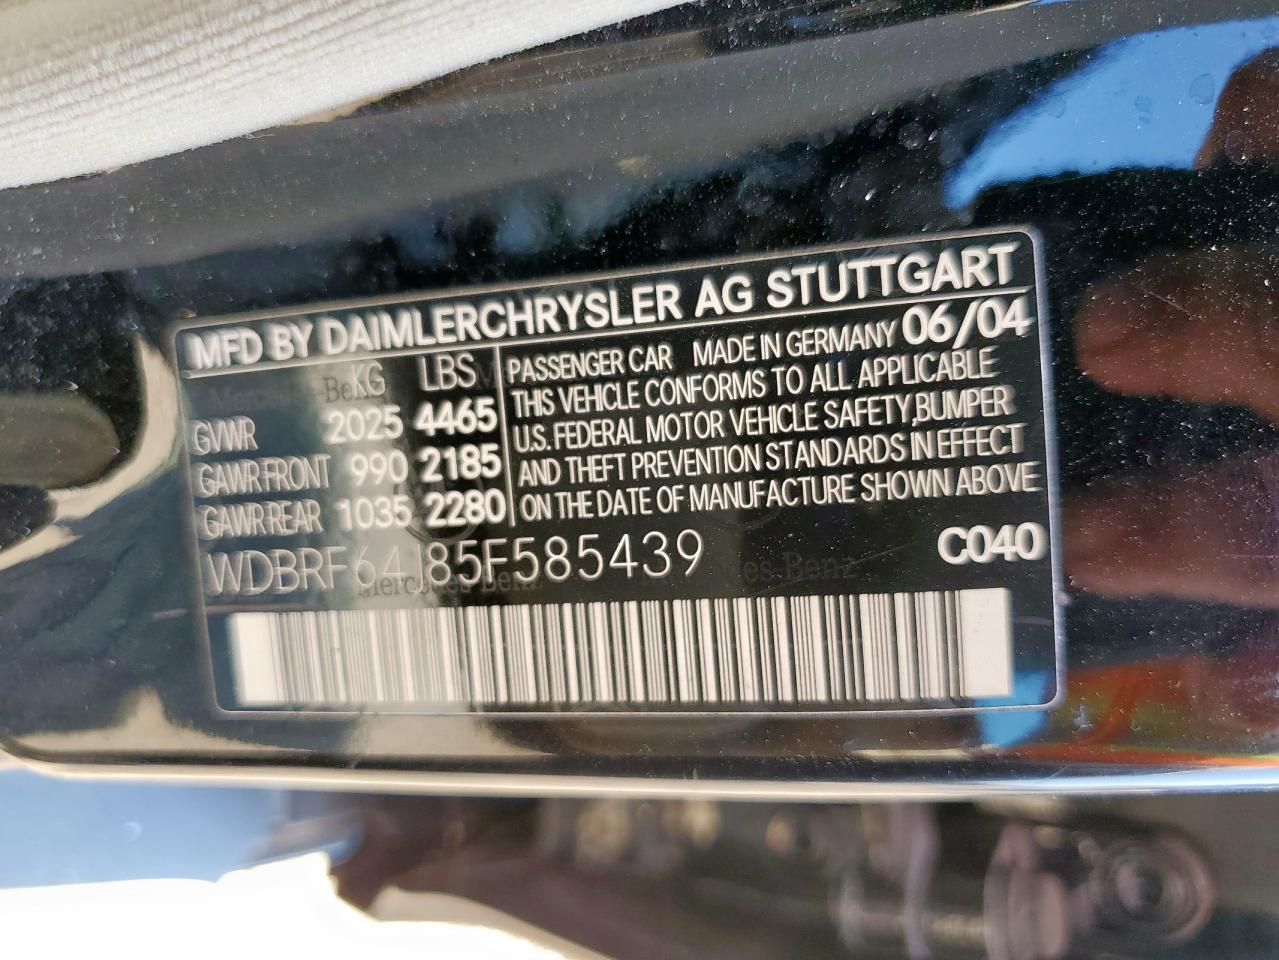 MFD BY DAIMLERCHRYSLER AG STUTTGART
KG LBS
GVWR 2025 4465
GAWR FRONT 990 2185
GAWR REAR 1035 2280
PASSENGER CAR MADE IN GERMANY 06/04
THIS VEHICLE CONFORMS TO ALL APPLICABLE
U.S. FEDERAL MOTOR VEHICLE SAFETY, BUMPER
AND THEFT PREVENTION STANDARDS IN EFFECT
ON THE DATE OF MANUFACTURE SHOWN ABOVE
WDBRF64J85F585439
C040
Mercedes-Benz